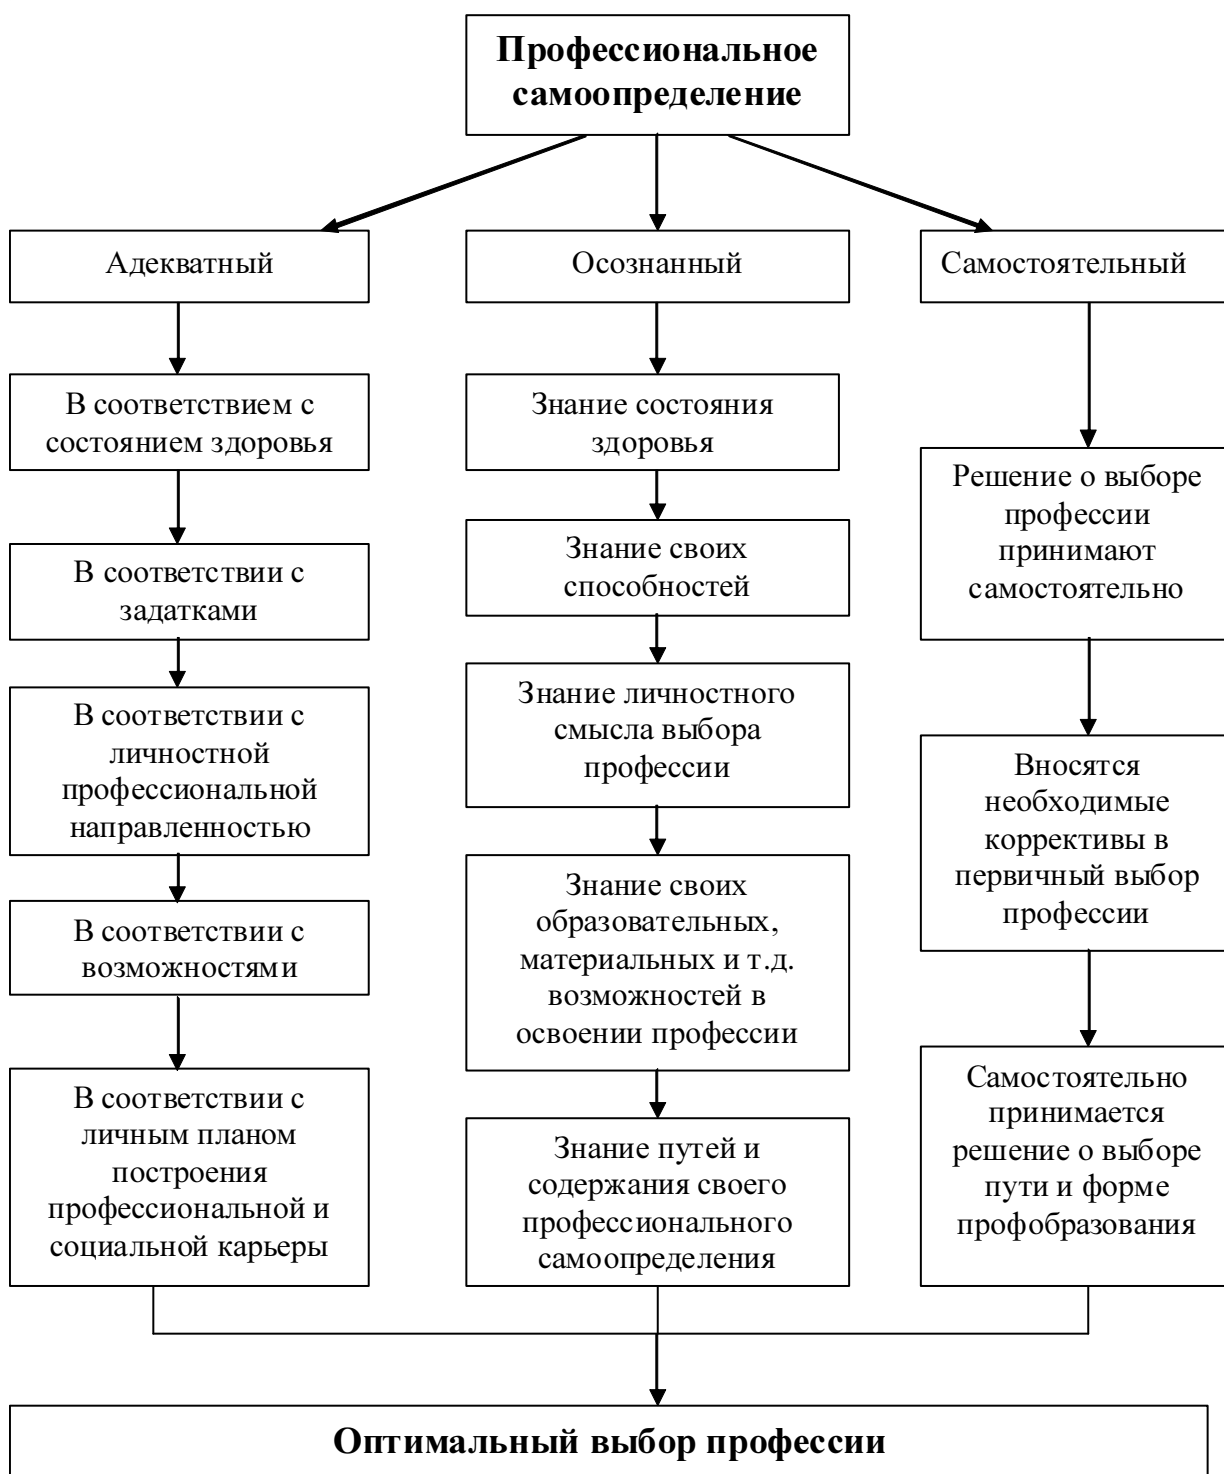 Профессиональное
самоопределение
Адекватный
Осознанный
Самостоятельный
В соответствием с
состоянием здоровья
В соответствии с
задатками
В соответствии с
личностной
профессиональной
направленностью
В соответствии с
возможностями
В соответствии с
личным планом
построения
профессиональной и
социальной карьеры
Знание состояния
здоровья
Знание своих
способностей
Знание личностного
смысла выбора
профессии
Знание своих
образовательных,
материальных и т.д.
возможностей в
освоении профессии
Знание путей и
содержания своего
профессионального
самоопределения
Решение о выборе
профессии
принимают
самостоятельно
Вносятся
необходимые
коррективы в
первичный выбор
профессии
Самостоятельно
принимается
решение о выборе
пути и форме
профобразования
Оптимальный выбор профессии